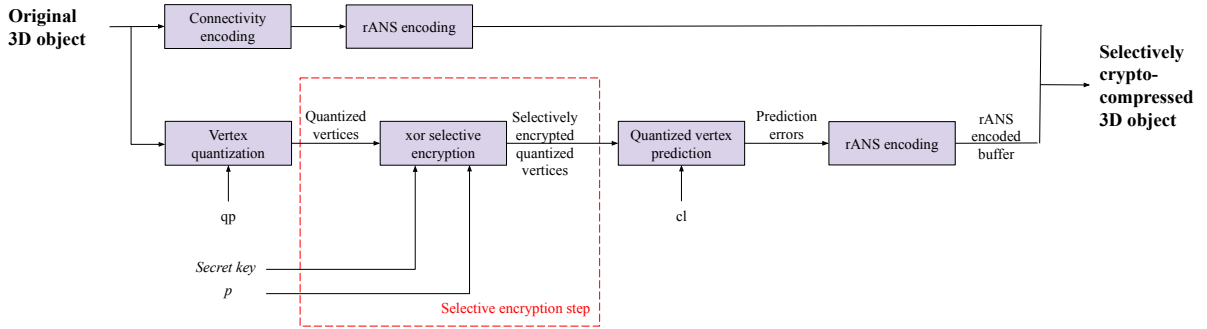 Original
3D object
Connectivity
encoding
rANS encoding
Selectively
crypto-
compressed
3D object
Vertex
quantization
Quantized
vertices
xor selective
encryption
Selectively
encrypted
quantized
vertices
Quantized vertex
prediction
Prediction
errors
rANS encoding
rANS
encoded
buffer
qp
cl
Secret key
p
Selective encryption step